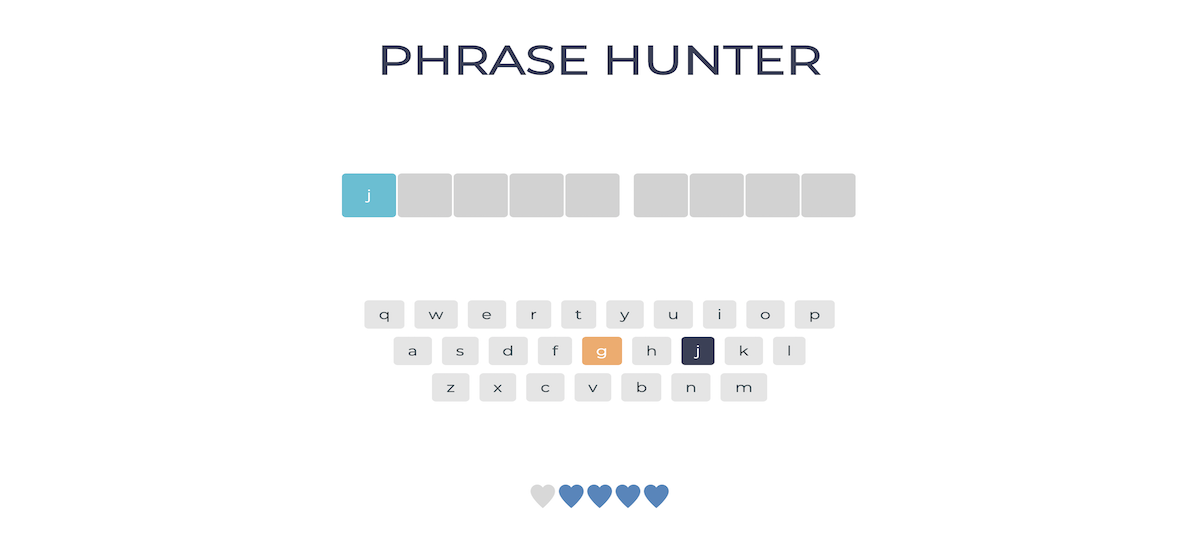 PHRASE HUNTER
j
q w e r t y u i o p
a s d f g h j k l
z x c v b n m